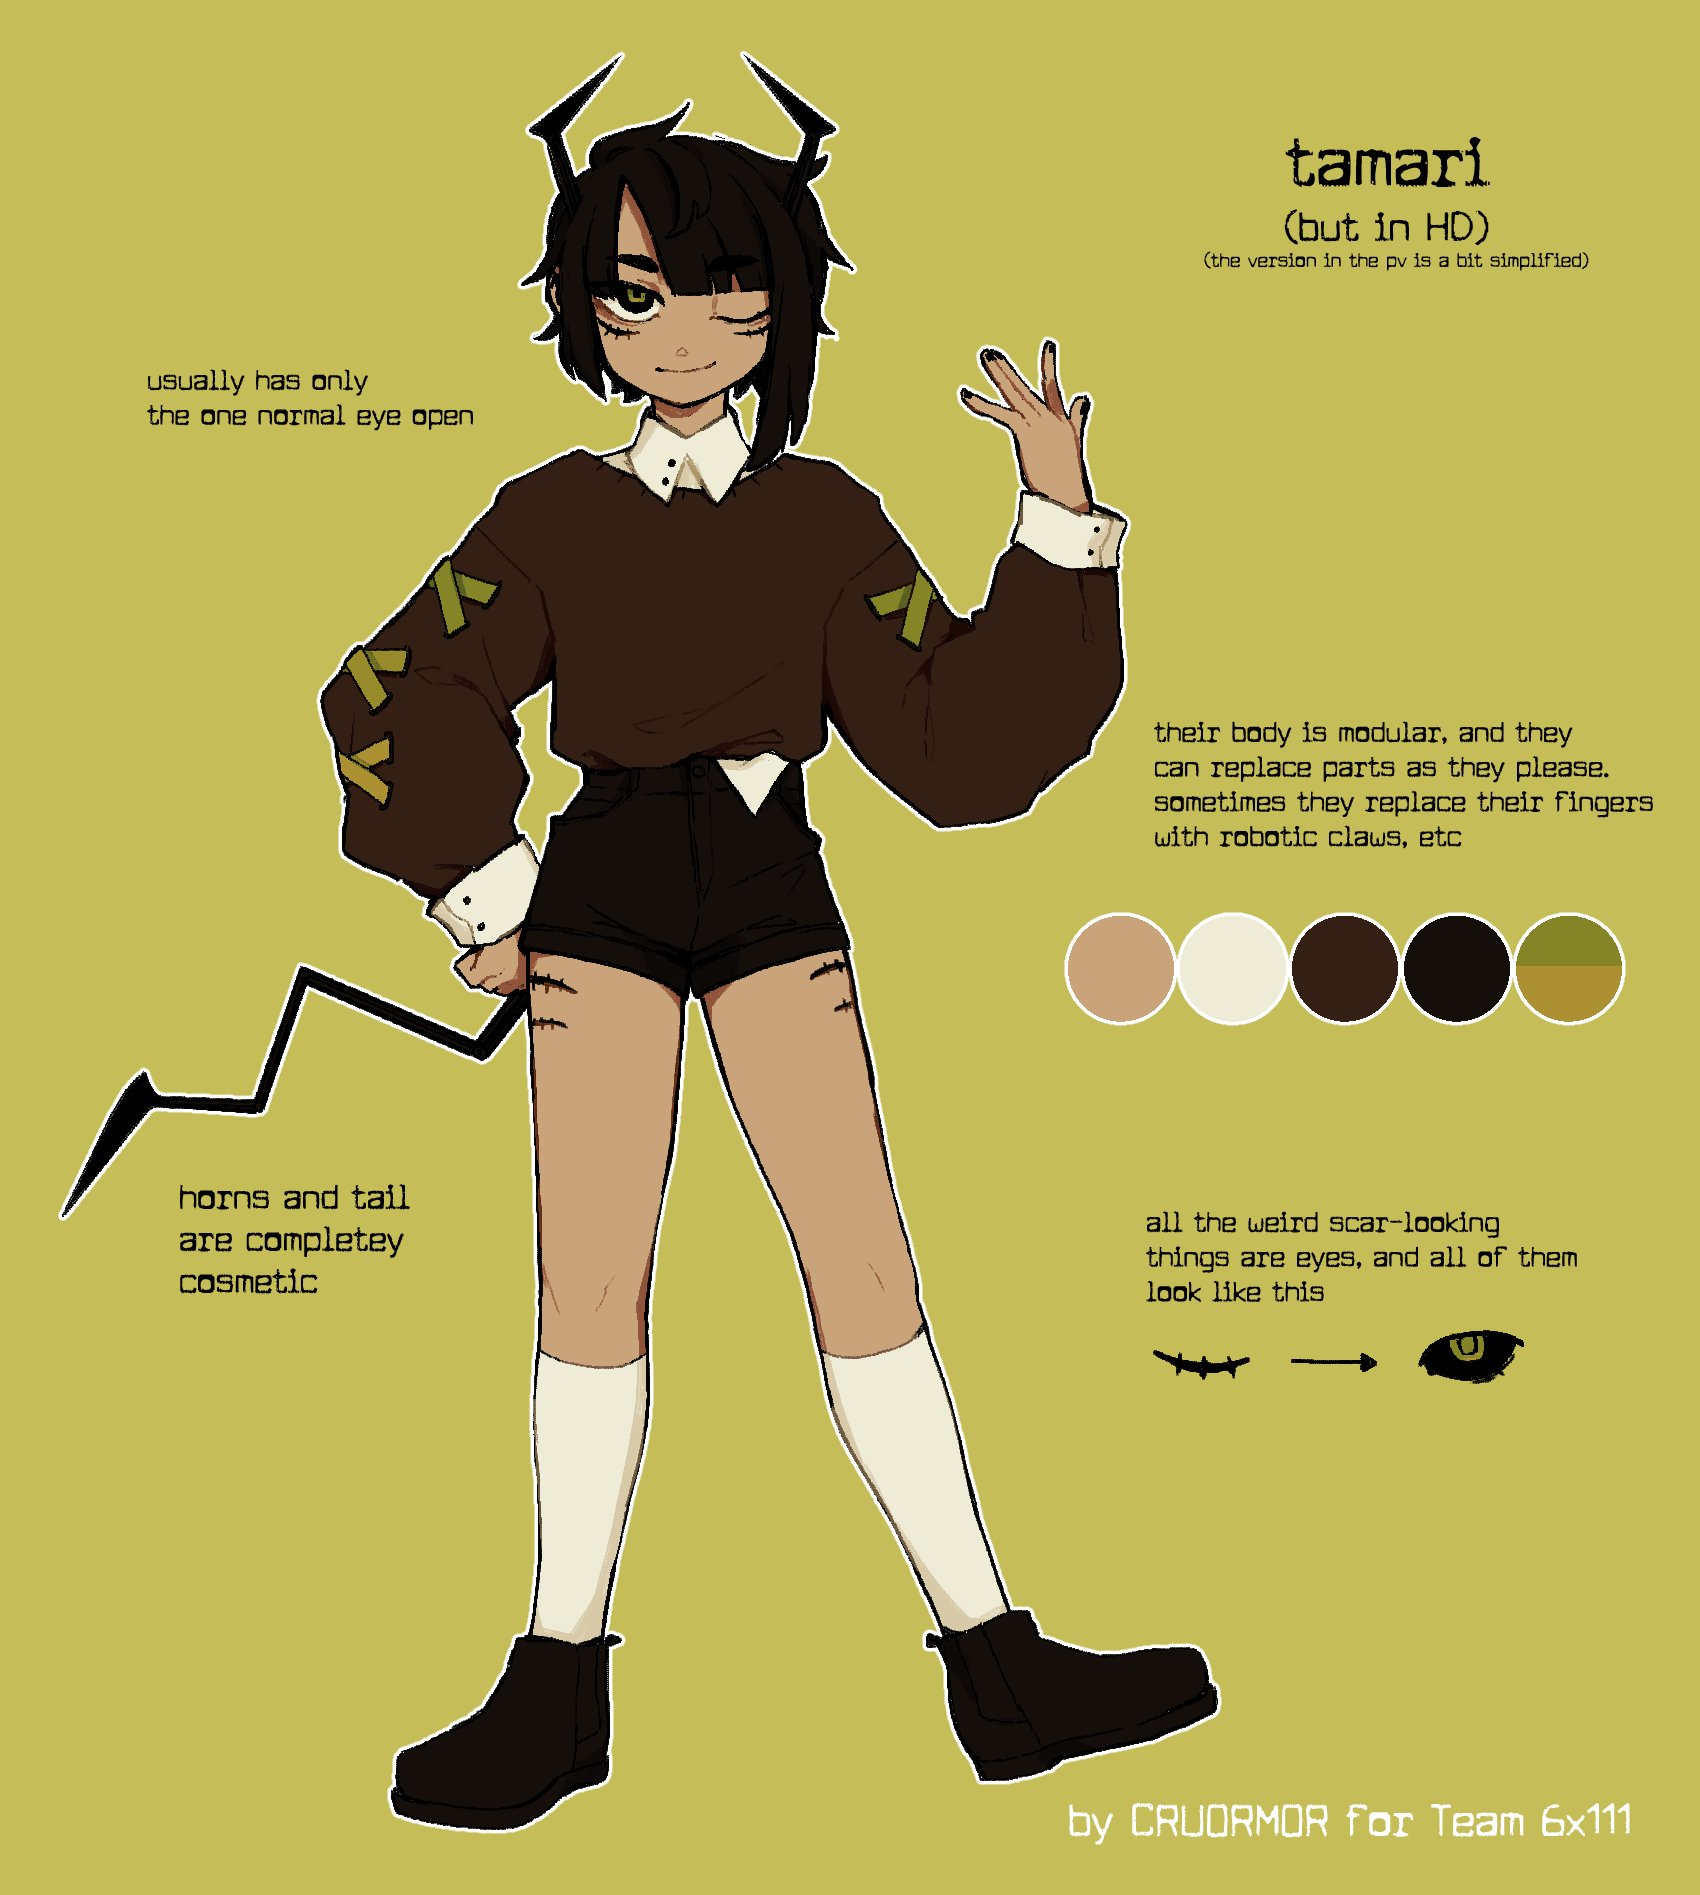 tamari
(but in HD)
(the version in the pv is a bit simplified)
usually has only
the one normal eye open
their body is modular, and they
can replace parts as they please.
sometimes they replace their fingers
with robotic claws, etc
horns and tail
are completey
cosmetic
all the weird scar-looking
things are eyes, and all of them
look like this
by CRUORMOR for Team 6x111